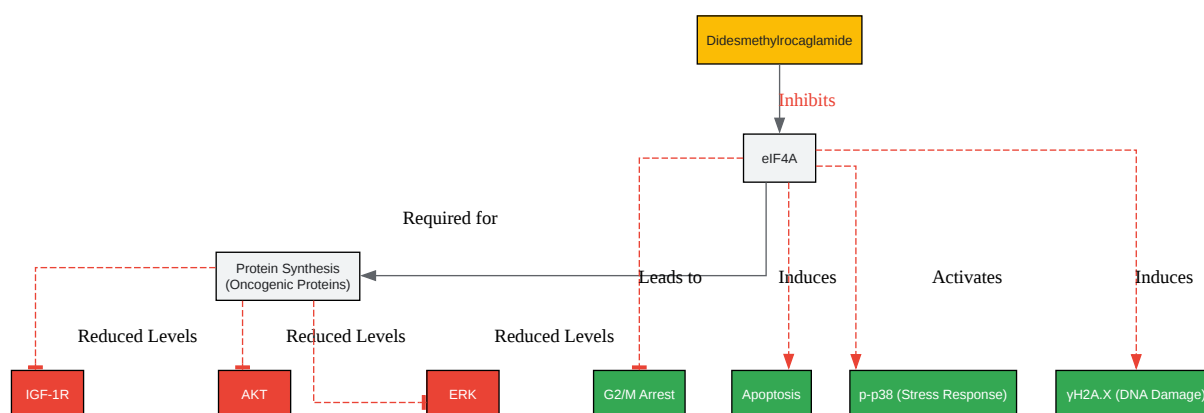 Didesmethylrocaglamide
Inhibits
eIF4A
Required for
Protein Synthesis
(Oncogenic Proteins)
Leads to
Induces
Activates
Induces
Reduced Levels
Reduced Levels
Reduced Levels
IGF-1R
AKT
ERK
G2/M Arrest
Apoptosis
p-p38 (Stress Response)
γH2A.X (DNA Damage